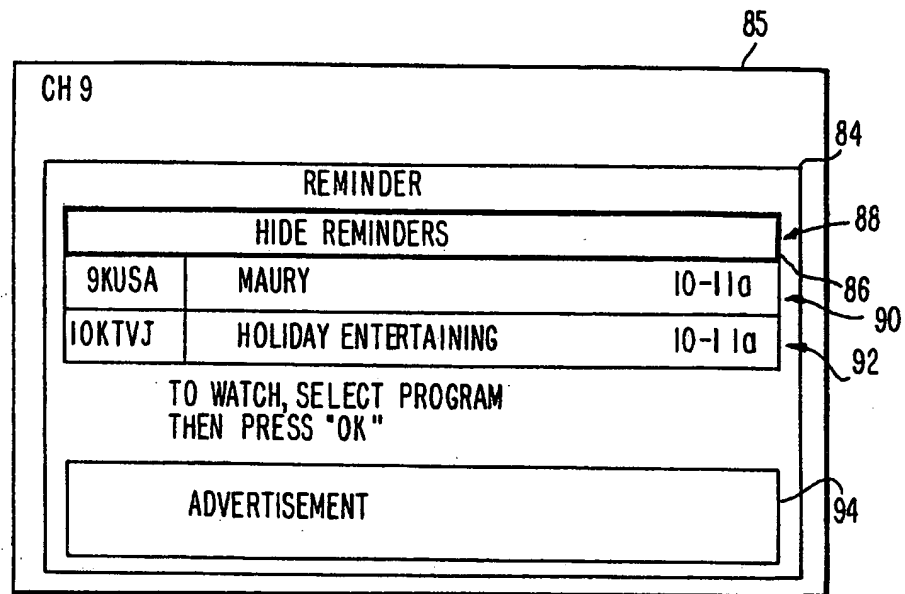 85
CH 9
84
REMINDER
HIDE REMINDERS
88
86
9KUSA MAURY 10-11a
90
10KTVJ HOLIDAY ENTERTAINING 10-11a
92
TO WATCH, SELECT PROGRAM
THEN PRESS "OK"
ADVERTISEMENT
94